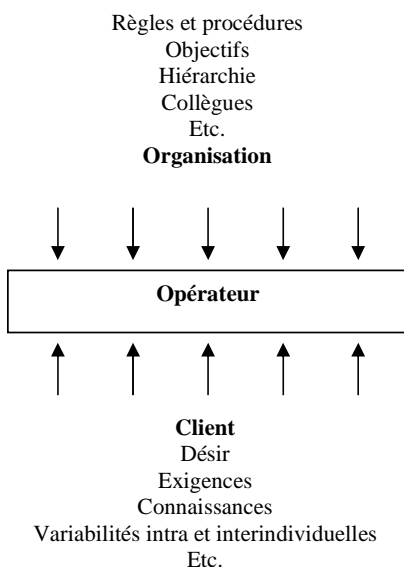 Règles et procédures
Objectifs
Hiérarchie
Collègues
Etc.
Organisation
Opérateur
Client
Désir
Exigences
Connaissances
Variabilités intra et interindividuelles
Etc.